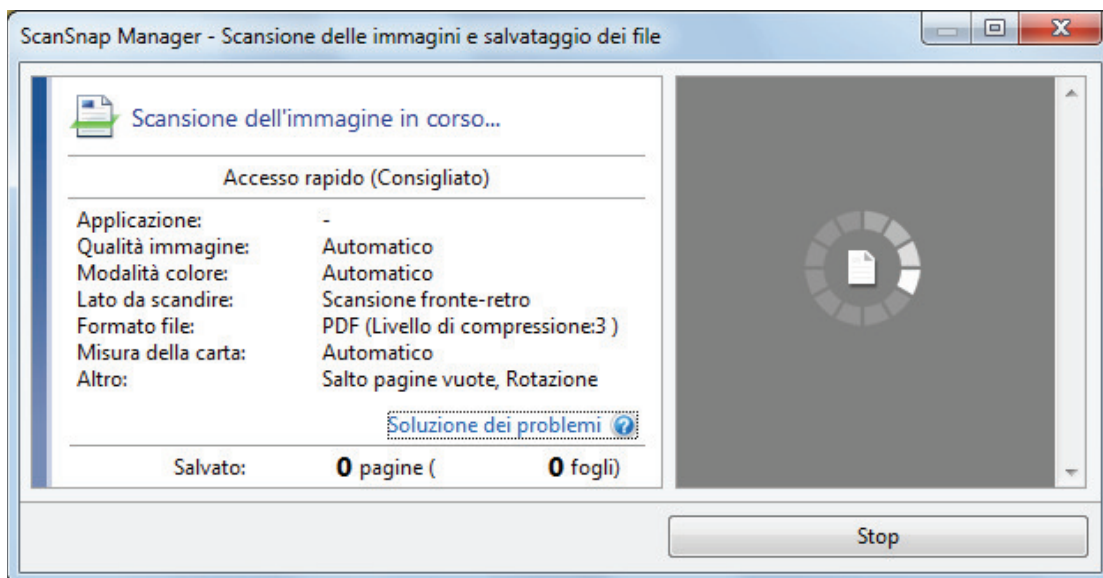 ScanSnap Manager - Scansione delle immagini e salvataggio dei file
Scansione dell'immagine in corso...
Accesso rapido (Consigliato)
Applicazione: -
Qualità immagine: Automatico
Modalità colore: Automatico
Lato da scandire: Scansione fronte-retro
Formato file: PDF (Livello di compressione:3 )
Misura della carta: Automatico
Altro: Salto pagine vuote, Rotazione
Soluzione dei problemi
Salvato: 0 pagine ( 0 fogli)
Stop